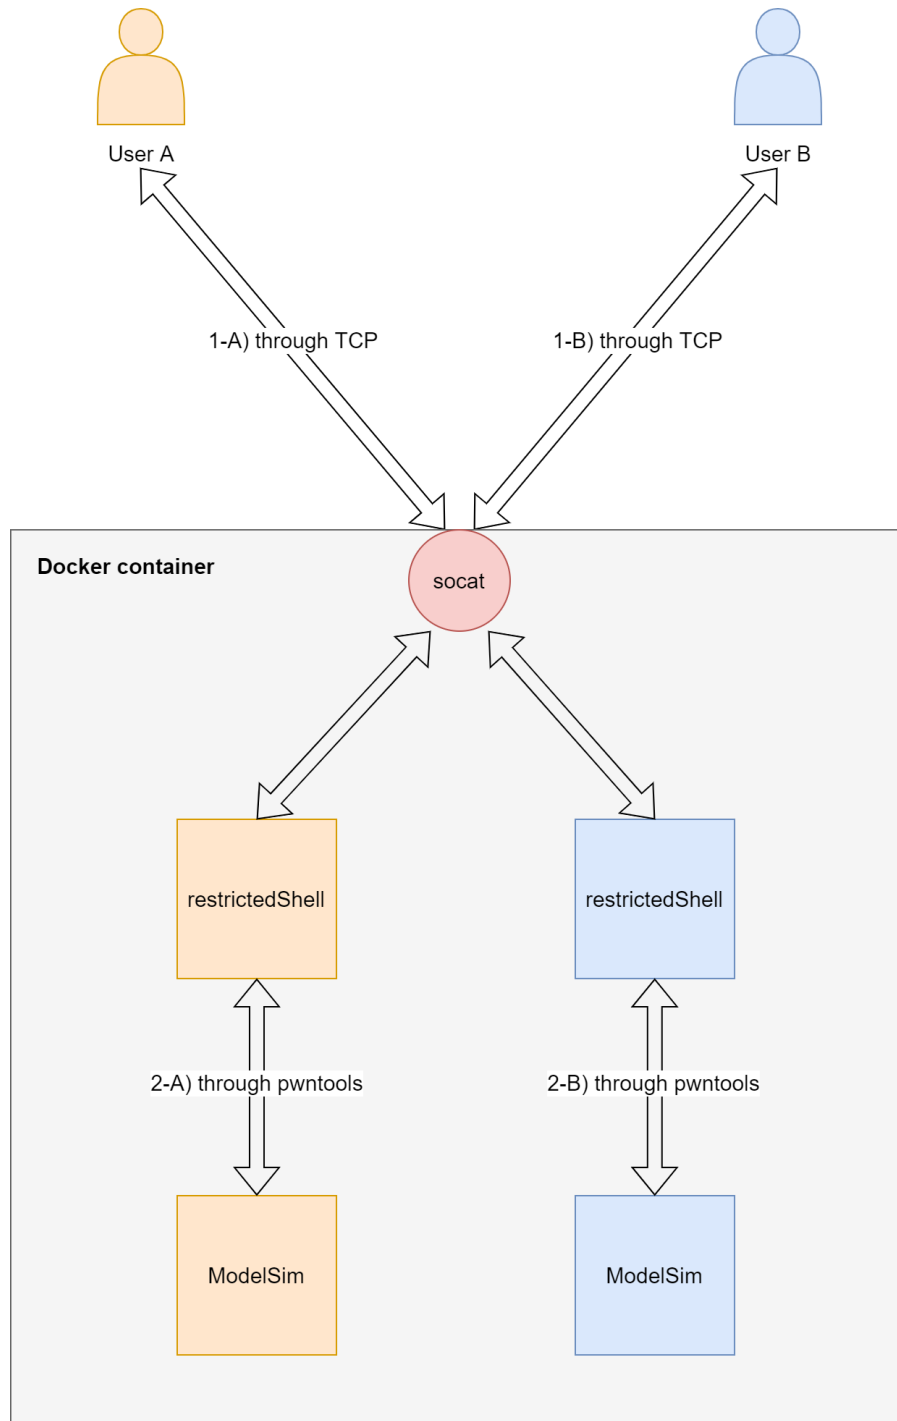 User A
User B
1-A) through TCP
1-B) through TCP
Docker container
socat
restrictedShell
restrictedShell
2-A) through pwntools
2-B) through pwntools
ModelSim
ModelSim